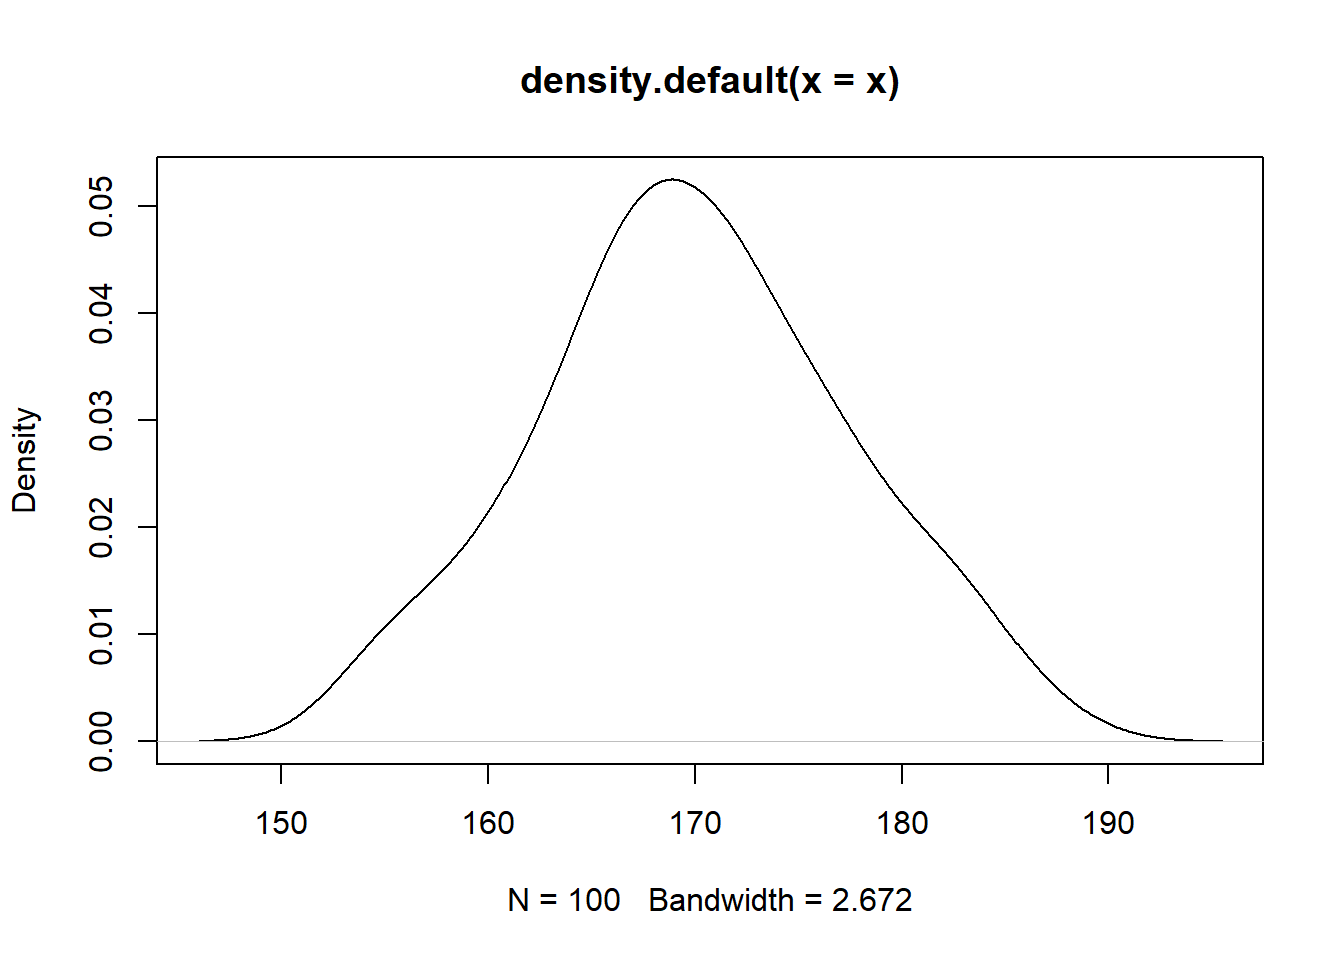 density.default(x = x)
Density
0.05
0.04
0.03
0.02
0.01
0.00
150 160 170 180 190
N = 100   Bandwidth = 2.672